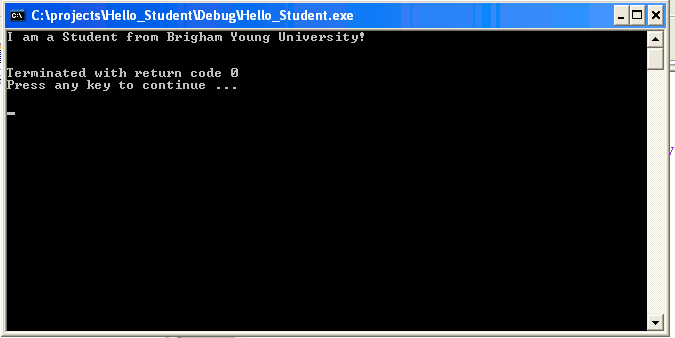 C:\projects\Hello_Student\Debug\Hello_Student.exe
I am a Student from Brigham Young University!
Terminated with return code 0
Press any key to continue ...